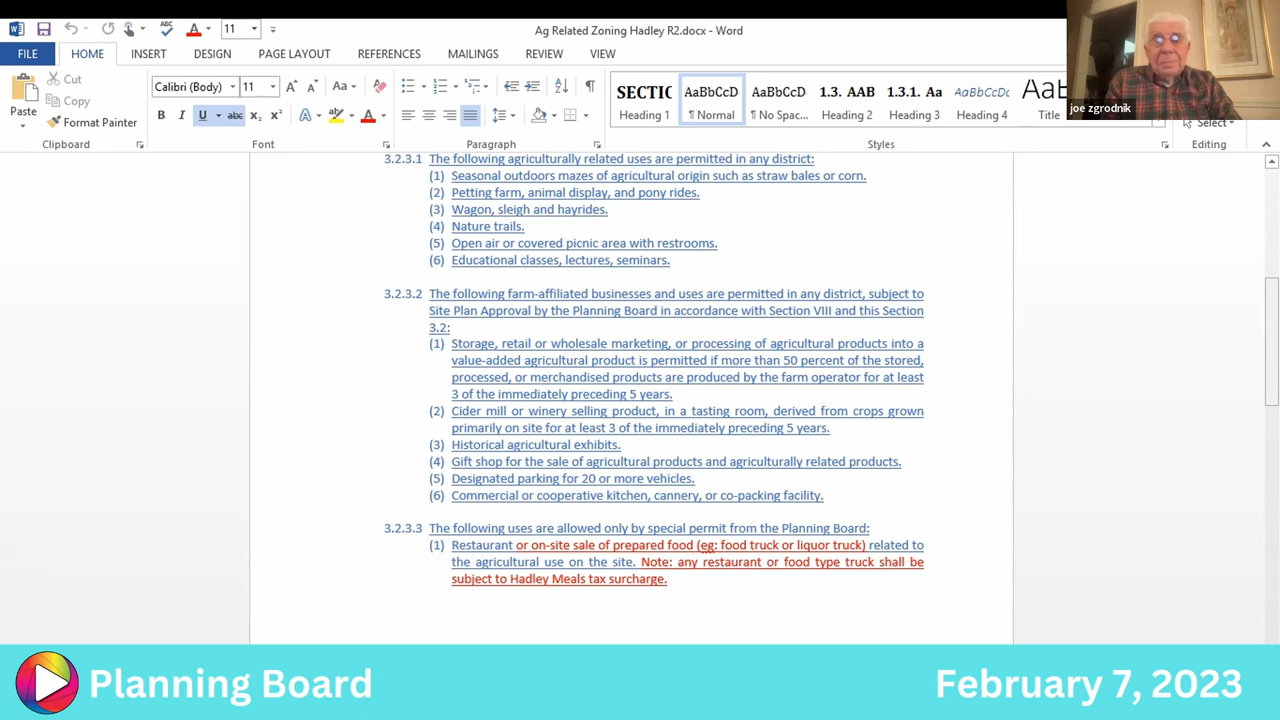 Ag Related Zoning Hadley R2.docx - Word
11
FILE HOME INSERT DESIGN PAGE LAYOUT REFERENCES MAILINGS REVIEW VIEW
joe zgrodnik
Cut
Copy
Format Painter
Paste
Calibri (Body) 11
Heading 1 ¶ Normal ¶ No Spac... Heading 2 Heading 3 Heading 4 Title
Select
Clipboard Font Paragraph Styles Editing
3.2.3.1 The following agriculturally related uses are permitted in any district:
(1) Seasonal outdoors mazes of agricultural origin such as straw bales or corn.
(2) Petting farm, animal display, and pony rides.
(3) Wagon, sleigh and hayrides.
(4) Nature trails.
(5) Open air or covered picnic area with restrooms.
(6) Educational classes, lectures, seminars.
3.2.3.2 The following farm-affiliated businesses and uses are permitted in any district, subject to
Site Plan Approval by the Planning Board in accordance with Section VIII and this Section
3.2:
(1) Storage, retail or wholesale marketing, or processing of agricultural products into a
value-added agricultural product is permitted if more than 50 percent of the stored,
processed, or merchandised products are produced by the farm operator for at least
3 of the immediately preceding 5 years.
(2) Cider mill or winery selling product, in a tasting room, derived from crops grown
primarily on site for at least 3 of the immediately preceding 5 years.
(3) Historical agricultural exhibits.
(4) Gift shop for the sale of agricultural products and agriculturally related products.
(5) Designated parking for 20 or more vehicles.
(6) Commercial or cooperative kitchen, cannery, or co-packing facility.
3.2.3.3 The following uses are allowed only by special permit from the Planning Board:
(1) Restaurant or on-site sale of prepared food (eg: food truck or liquor truck) related to
the agricultural use on the site. Note: any restaurant or food type truck shall be
subject to Hadley Meals tax surcharge.
Planning Board February 7, 2023